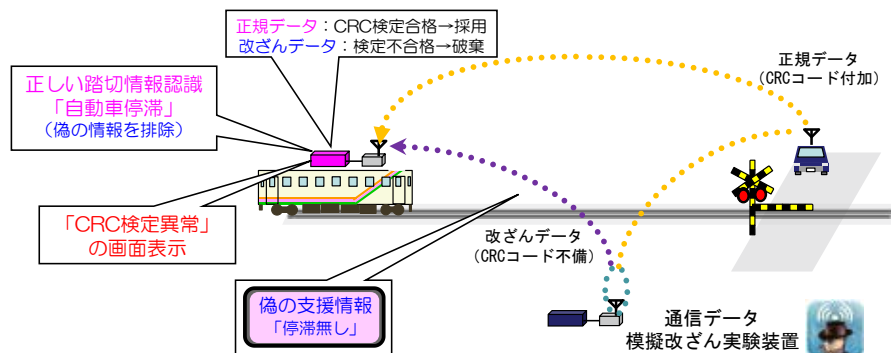 正規データ：CRC検定合格→採用
改ざんデータ：検定不合格→破棄
正しい踏切情報認識
「自動車停滞」
（偽の情報を排除）
正規データ
（CRCコード付加）
「CRC検定異常」
の画面表示
改ざんデータ
（CRCコード不備）
偽の支援情報
「停滞無し」
通信データ
模擬改ざん実験装置